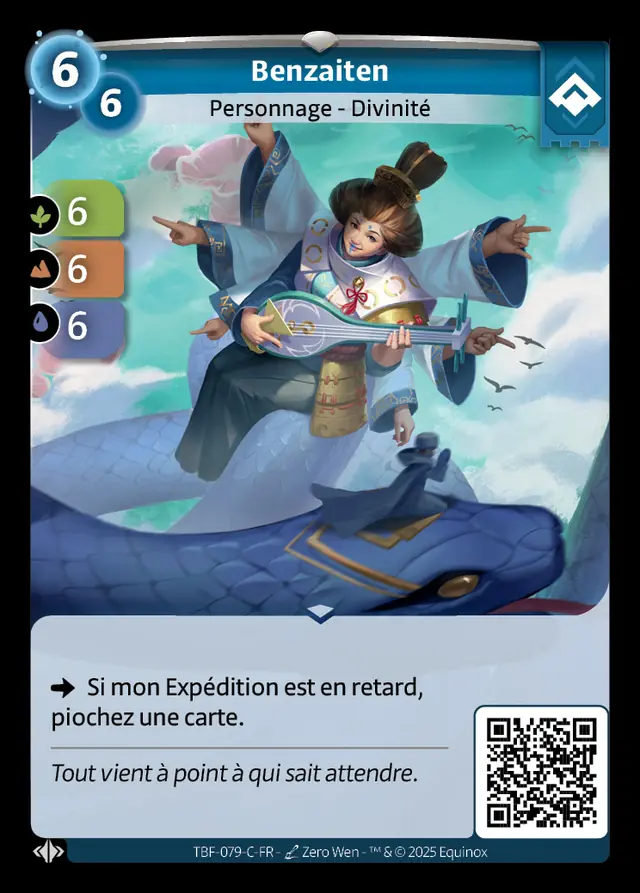 6
6
Benzaiten
Personnage - Divinité
6
6
6
Si mon Expédition est en retard,
piochez une carte.
Tout vient à point à qui sait attendre.
TBF-079-C-FR - Zero Wen - ™ & © 2025 Equinox